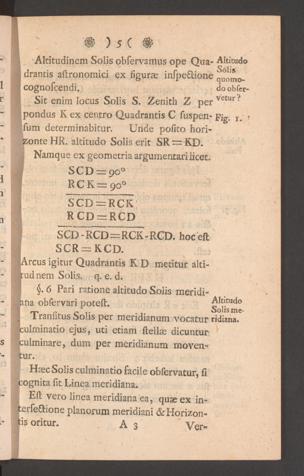 ) 5 (
Altitudinem Solis observamus ope Qua-
drantis astronomici ex figuræ inspectione
cognoscendi.
Altitudo
Solis
quomo-
do obser-
vetur?
Sit enim locus Solis S. Zenith Z per
pondus K ex centro Quadrantis C suspen-
sum determinabitur. Unde posito hori-
zonte HR. altitudo Solis erit SR=KD.
Fig. 1.
Namque ex geometria argumentari licet.
SCD=90°
RCK=90°
SCD=RCK
RCD=RCD
SCD-RCD=RCK-RCD. hoc est
SCR=KCD.
Arcus igitur Quadrantis KD metitur alti-
tudinem Solis. q. e. d.
§. 6 Pari ratione altitudo Solis meridi-
ana observari potest.
Altitudo
Solis me-
ridiana.
Transitus Solis per meridianum vocatur
culminatio ejus, uti etiam stellæ dicuntur
culminare, dum per meridianum moven-
tur.
Hæc Solis culminatio facile observatur, si
cognita sit Linea meridiana.
Est vero linea meridiana ea, quæ ex in-
tersectione planorum meridiani & Horizon-
tis oritur.
A 3
Ver-